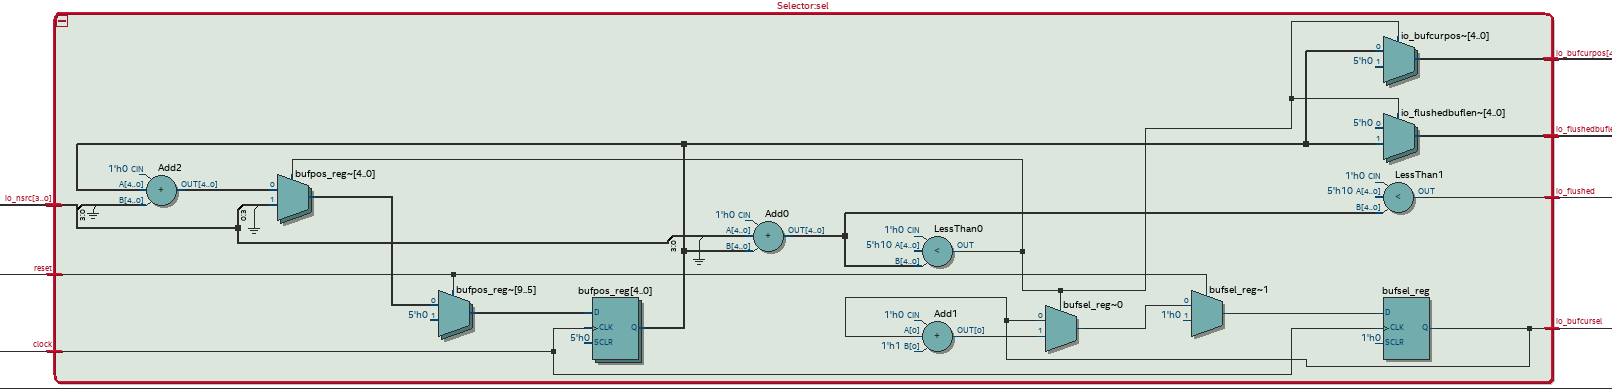 Selector:sel
io_bufcurpos~[4..0]
0
5'h0 1
io_bufcurpos[4
io_flushedbuflen~[4..0]
5'h0 0
1
io_flushedbufle
Add2
1'h0 CIN
A[4..0] OUT[4..0]
B[4..0]
3:0
bufpos_reg~[4..0]
0
1
3:0
io_nsrc[3..0]
LessThan1
1'h0 CIN
5'h10 A[4..0] OUT
B[4..0]
io_flushed
Add0
1'h0 CIN
A[4..0] OUT[4..0]
B[4..0]
3:0
LessThan0
1'h0 CIN
5'h10 A[4..0] OUT
B[4..0]
reset
bufpos_reg~[9..5]
0
5'h0 1
bufpos_reg[4..0]
D
CLK Q
5'h0 SCLR
Add1
1'h0 CIN
A[0] OUT[0]
1'h1 B[0]
bufsel_reg~0
0
1
bufsel_reg~1
0
1'h0 1
bufsel_reg
D
CLK Q
1'h0 SCLR
io_bufcursel
clock